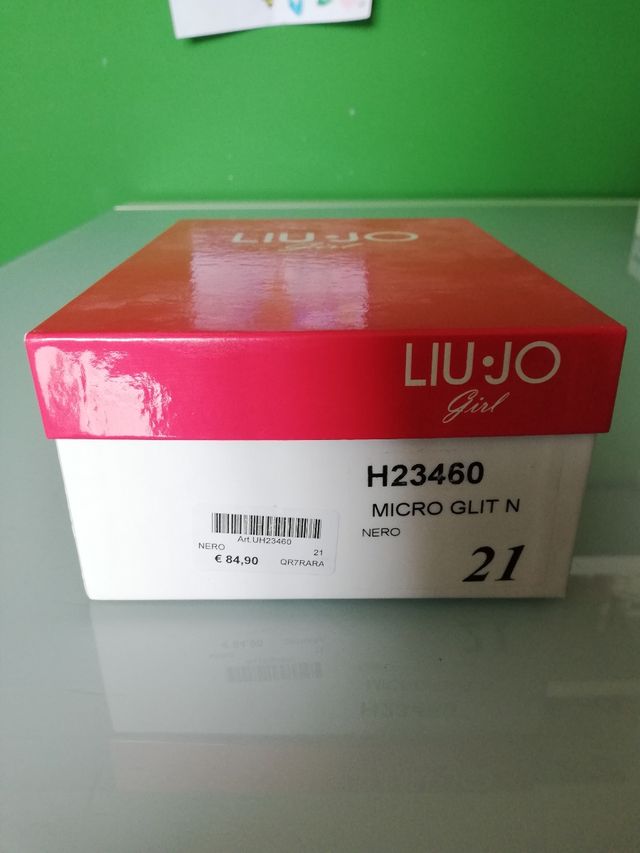 LIU·JO
Girl
LIU·JO
Girl
H23460
MICRO GLIT N
NERO
21
Art.UH23460
NERO 21
€ 84,90 QR7RARA